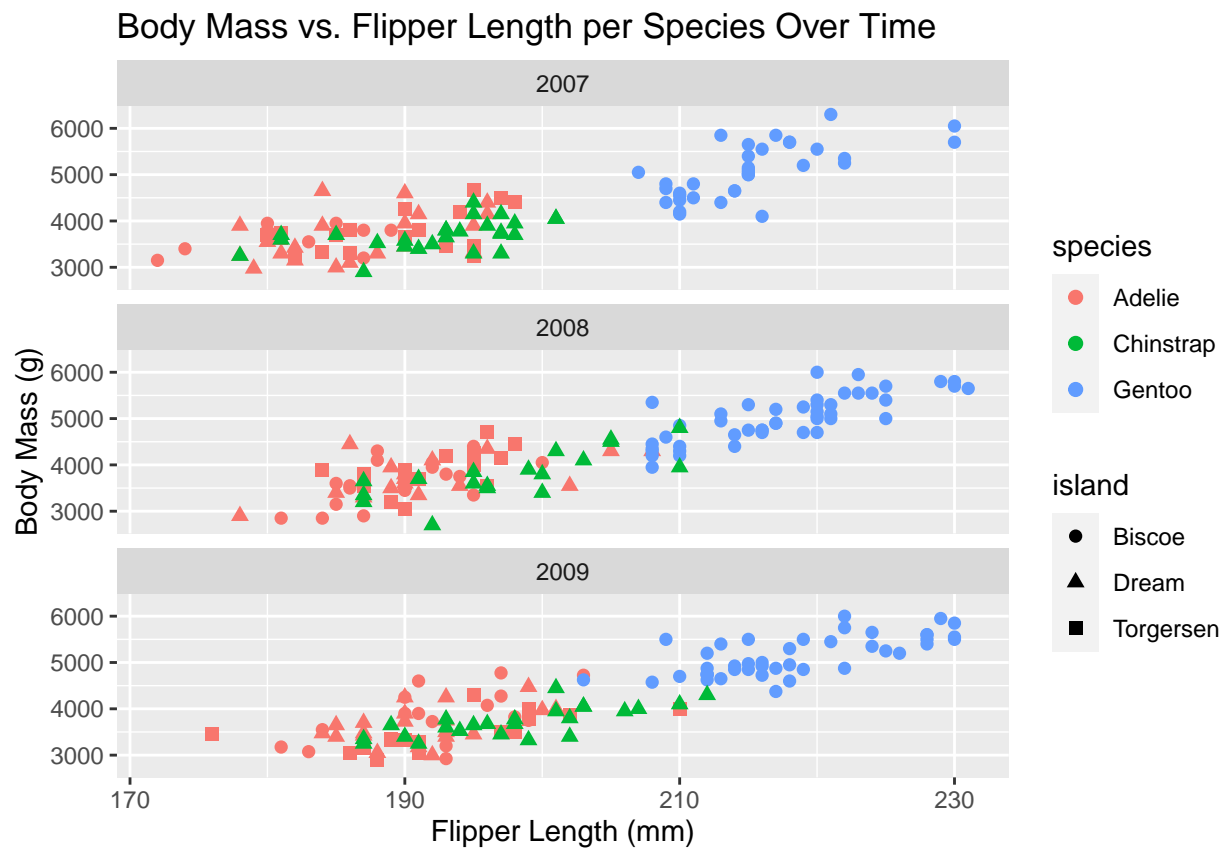 Body Mass vs. Flipper Length per Species Over Time
2007
6000
5000
4000
3000
2008
6000
5000
4000
3000
2009
6000
5000
4000
3000
170 190 210 230
Flipper Length (mm)
Body Mass (g)
species
Adelie
Chinstrap
Gentoo
island
Biscoe
Dream
Torgersen